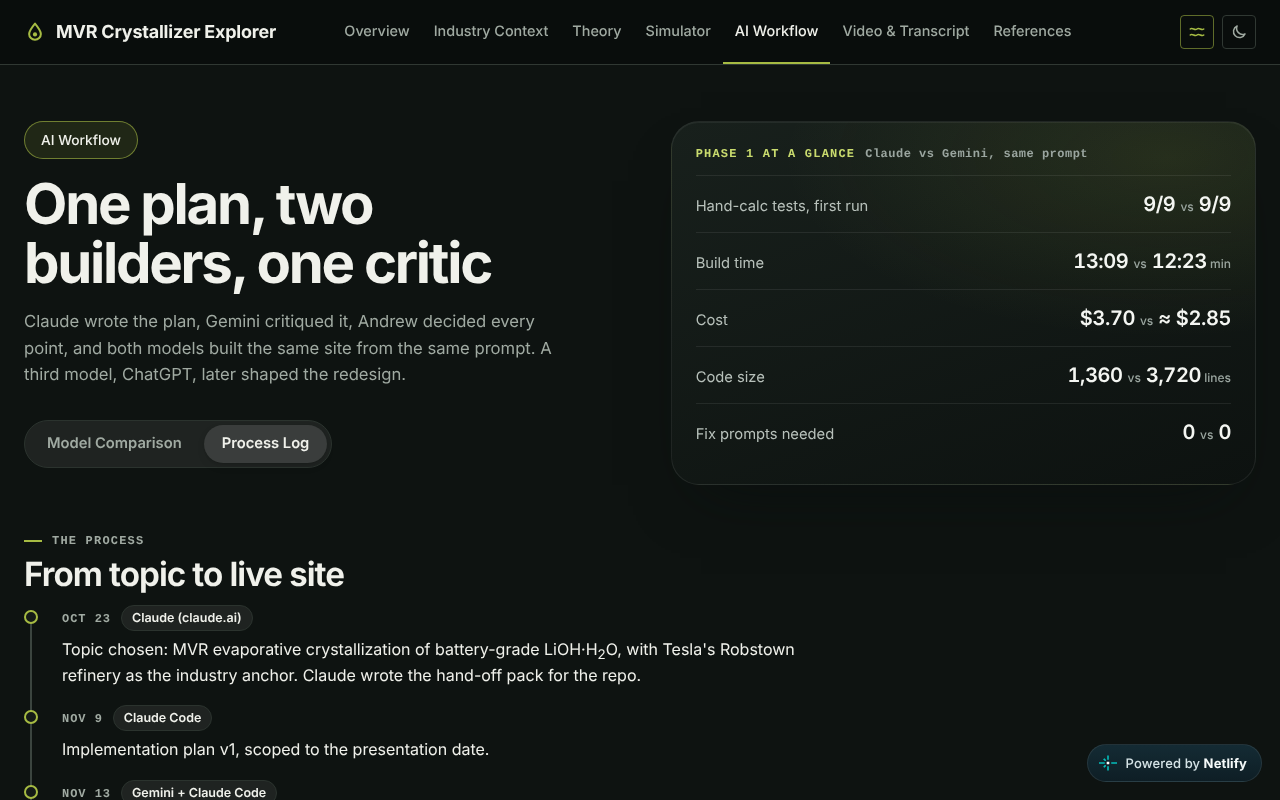 MVR Crystallizer Explorer
Overview
Industry Context
Theory
Simulator
AI Workflow
Video & Transcript
References
AI Workflow
One plan, two
builders, one critic
Claude wrote the plan, Gemini critiqued it, Andrew decided every
point, and both models built the same site from the same prompt. A
third model, ChatGPT, later shaped the redesign.
Model Comparison
Process Log
PHASE 1 AT A GLANCE Claude vs Gemini, same prompt
Hand-calc tests, first run 9/9 vs 9/9
Build time 13:09 vs 12:23 min
Cost $3.70 vs ≈ $2.85
Code size 1,360 vs 3,720 lines
Fix prompts needed 0 vs 0
THE PROCESS
From topic to live site
OCT 23 Claude (claude.ai)
Topic chosen: MVR evaporative crystallization of battery-grade LiOH·H₂O, with Tesla's Robstown
refinery as the industry anchor. Claude wrote the hand-off pack for the repo.
NOV 9 Claude Code
Implementation plan v1, scoped to the presentation date.
NOV 13 Gemini + Claude Code
Powered by Netlify